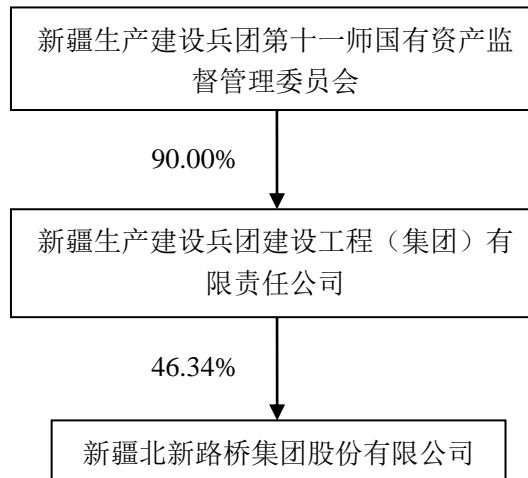 新疆生产建设兵团第十一师国有资产监
督管理委员会
90.00%
新疆生产建设兵团建设工程（集团）有
限责任公司
46.34%
新疆北新路桥集团股份有限公司